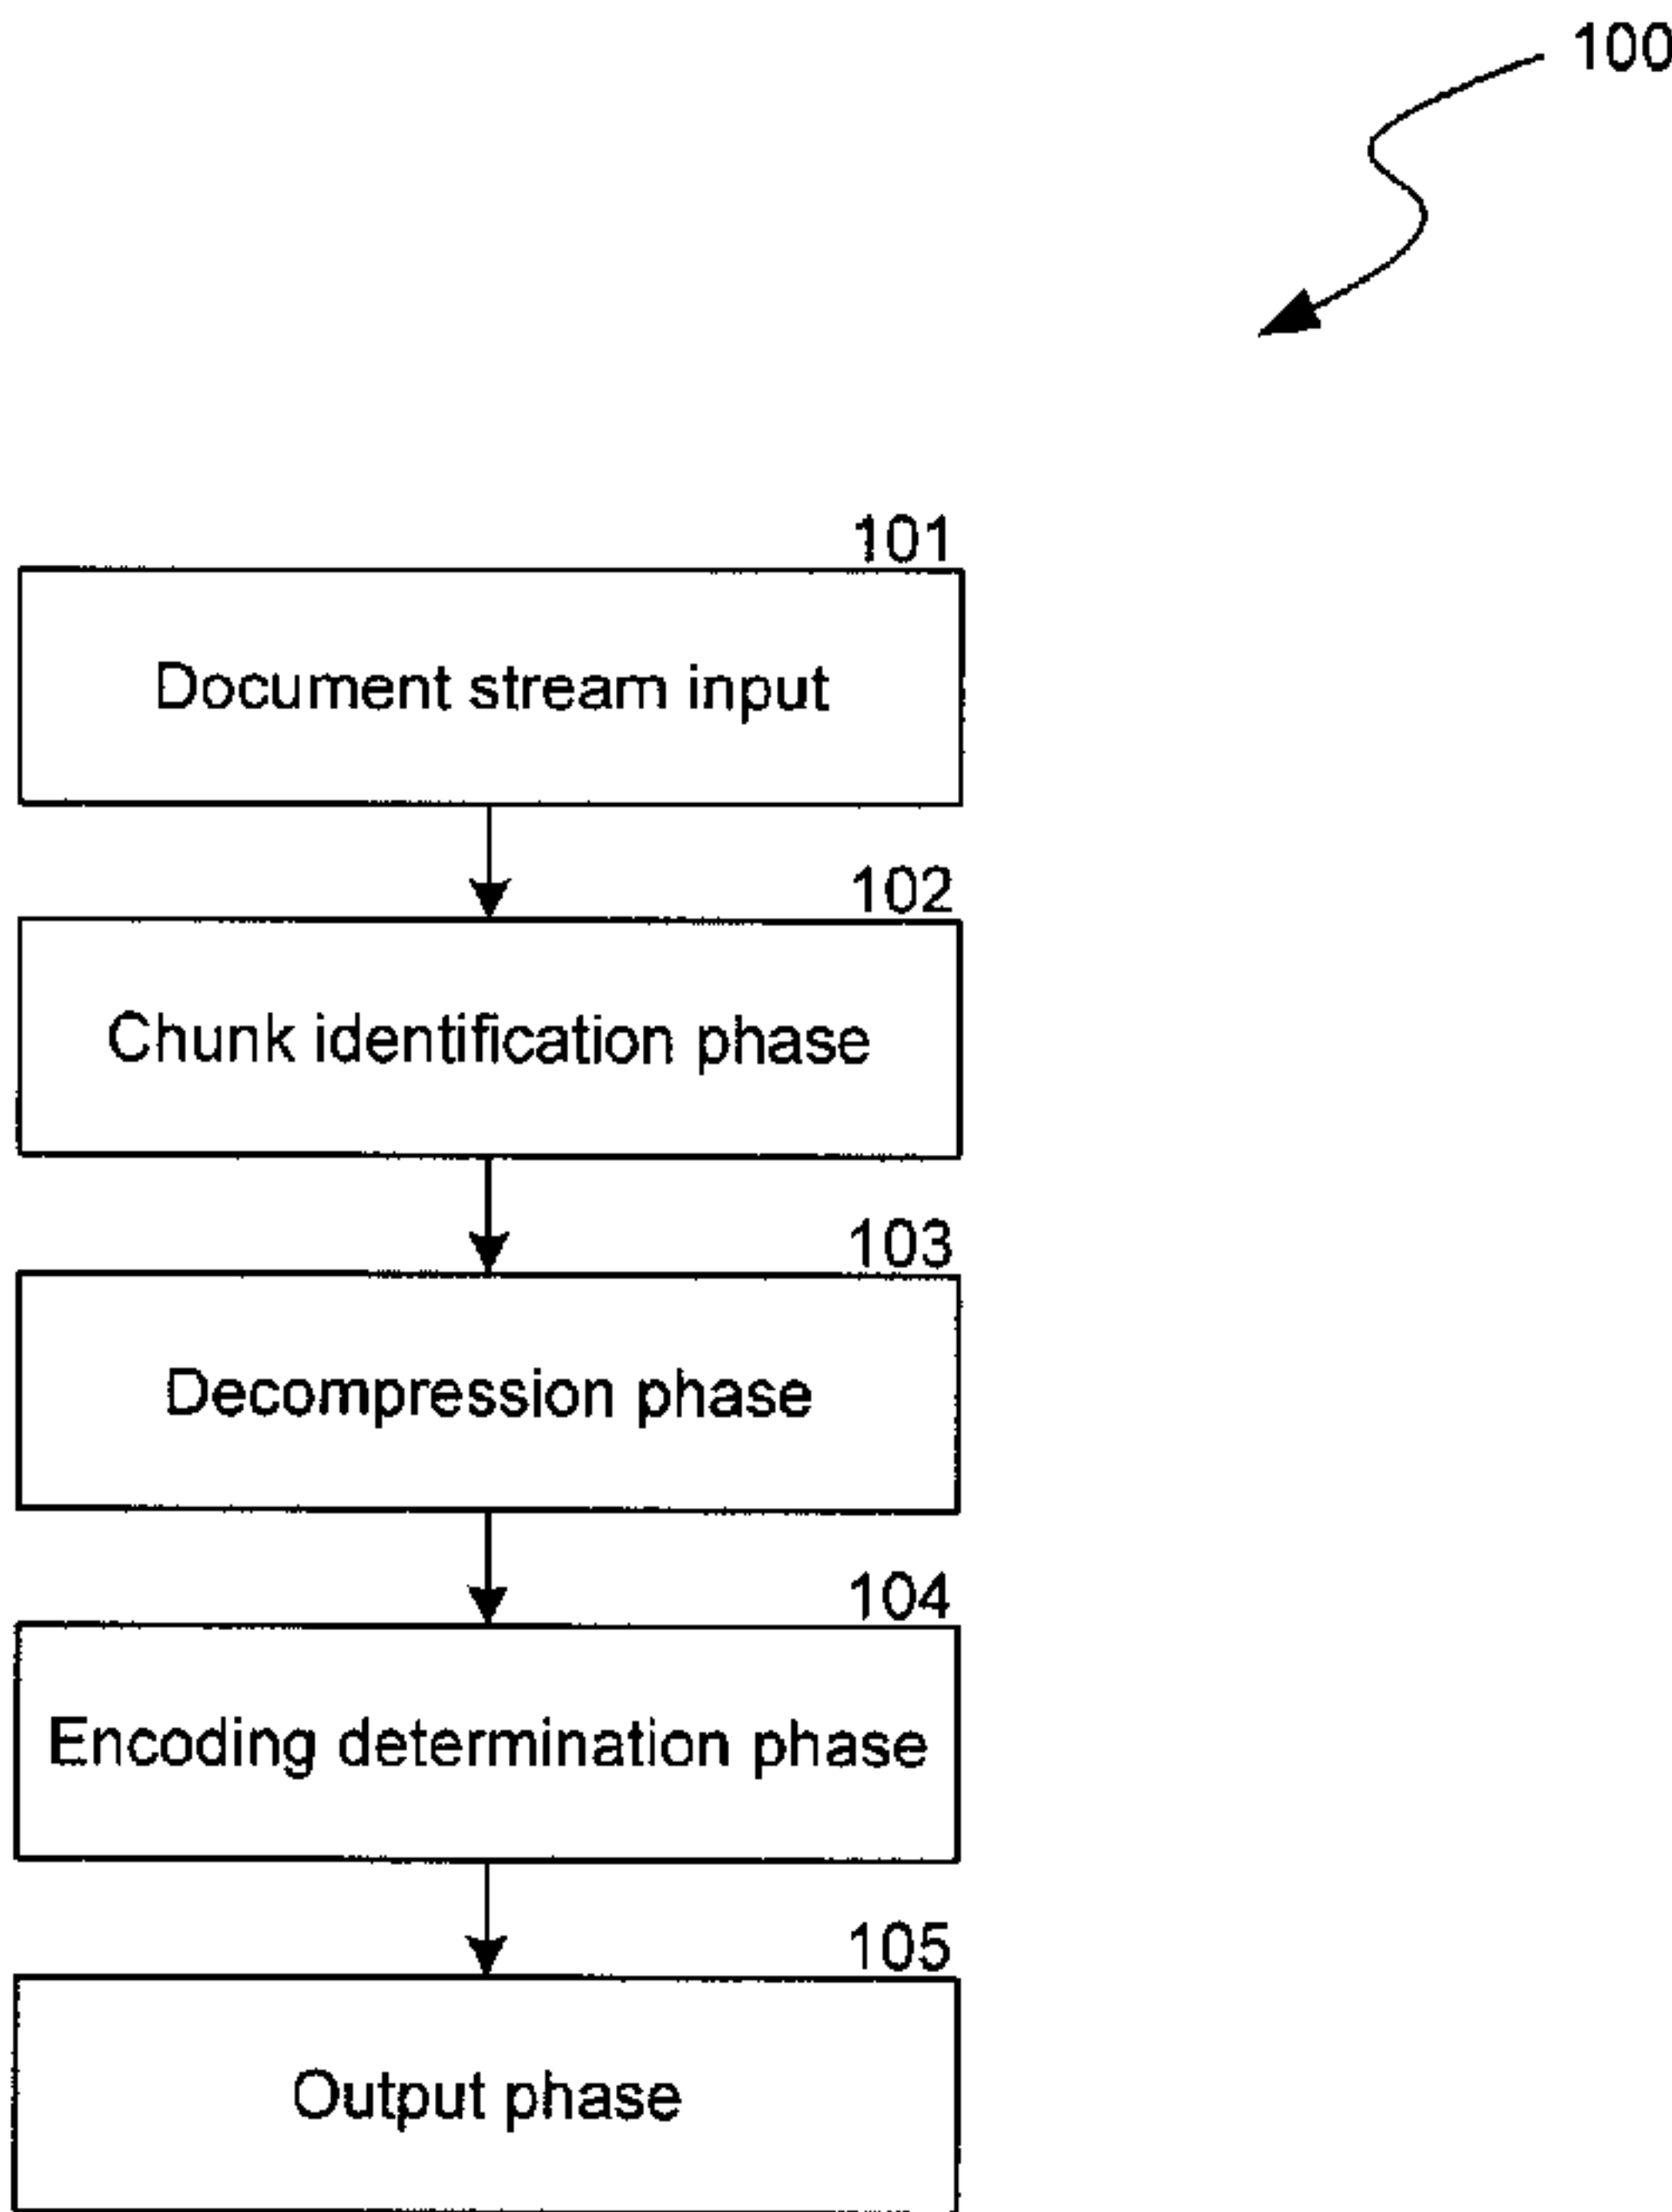 100
101
Document stream input
102
Chunk identification phase
103
Decompression phase
104
Encoding determination phase
105
Output phase